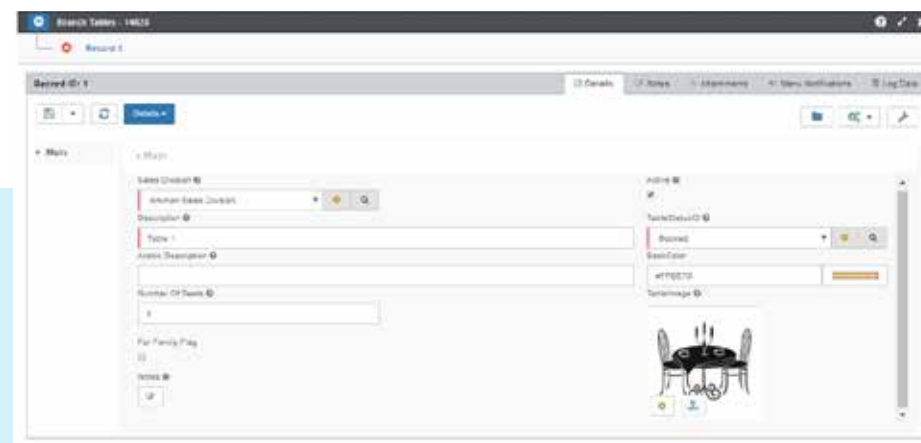 Branch Tables - 14623
Record 1
Record ID: 1
Details
Notes
Attachments
Menu Notifications
Log Data
Details
Main
Main
Sales Division
Active
Amman Sales Division
Description
TableStatusID
Table 1
Booked
Arabic Description
BackColor
Number Of Seats
TableImage
For Family Flag
Notes